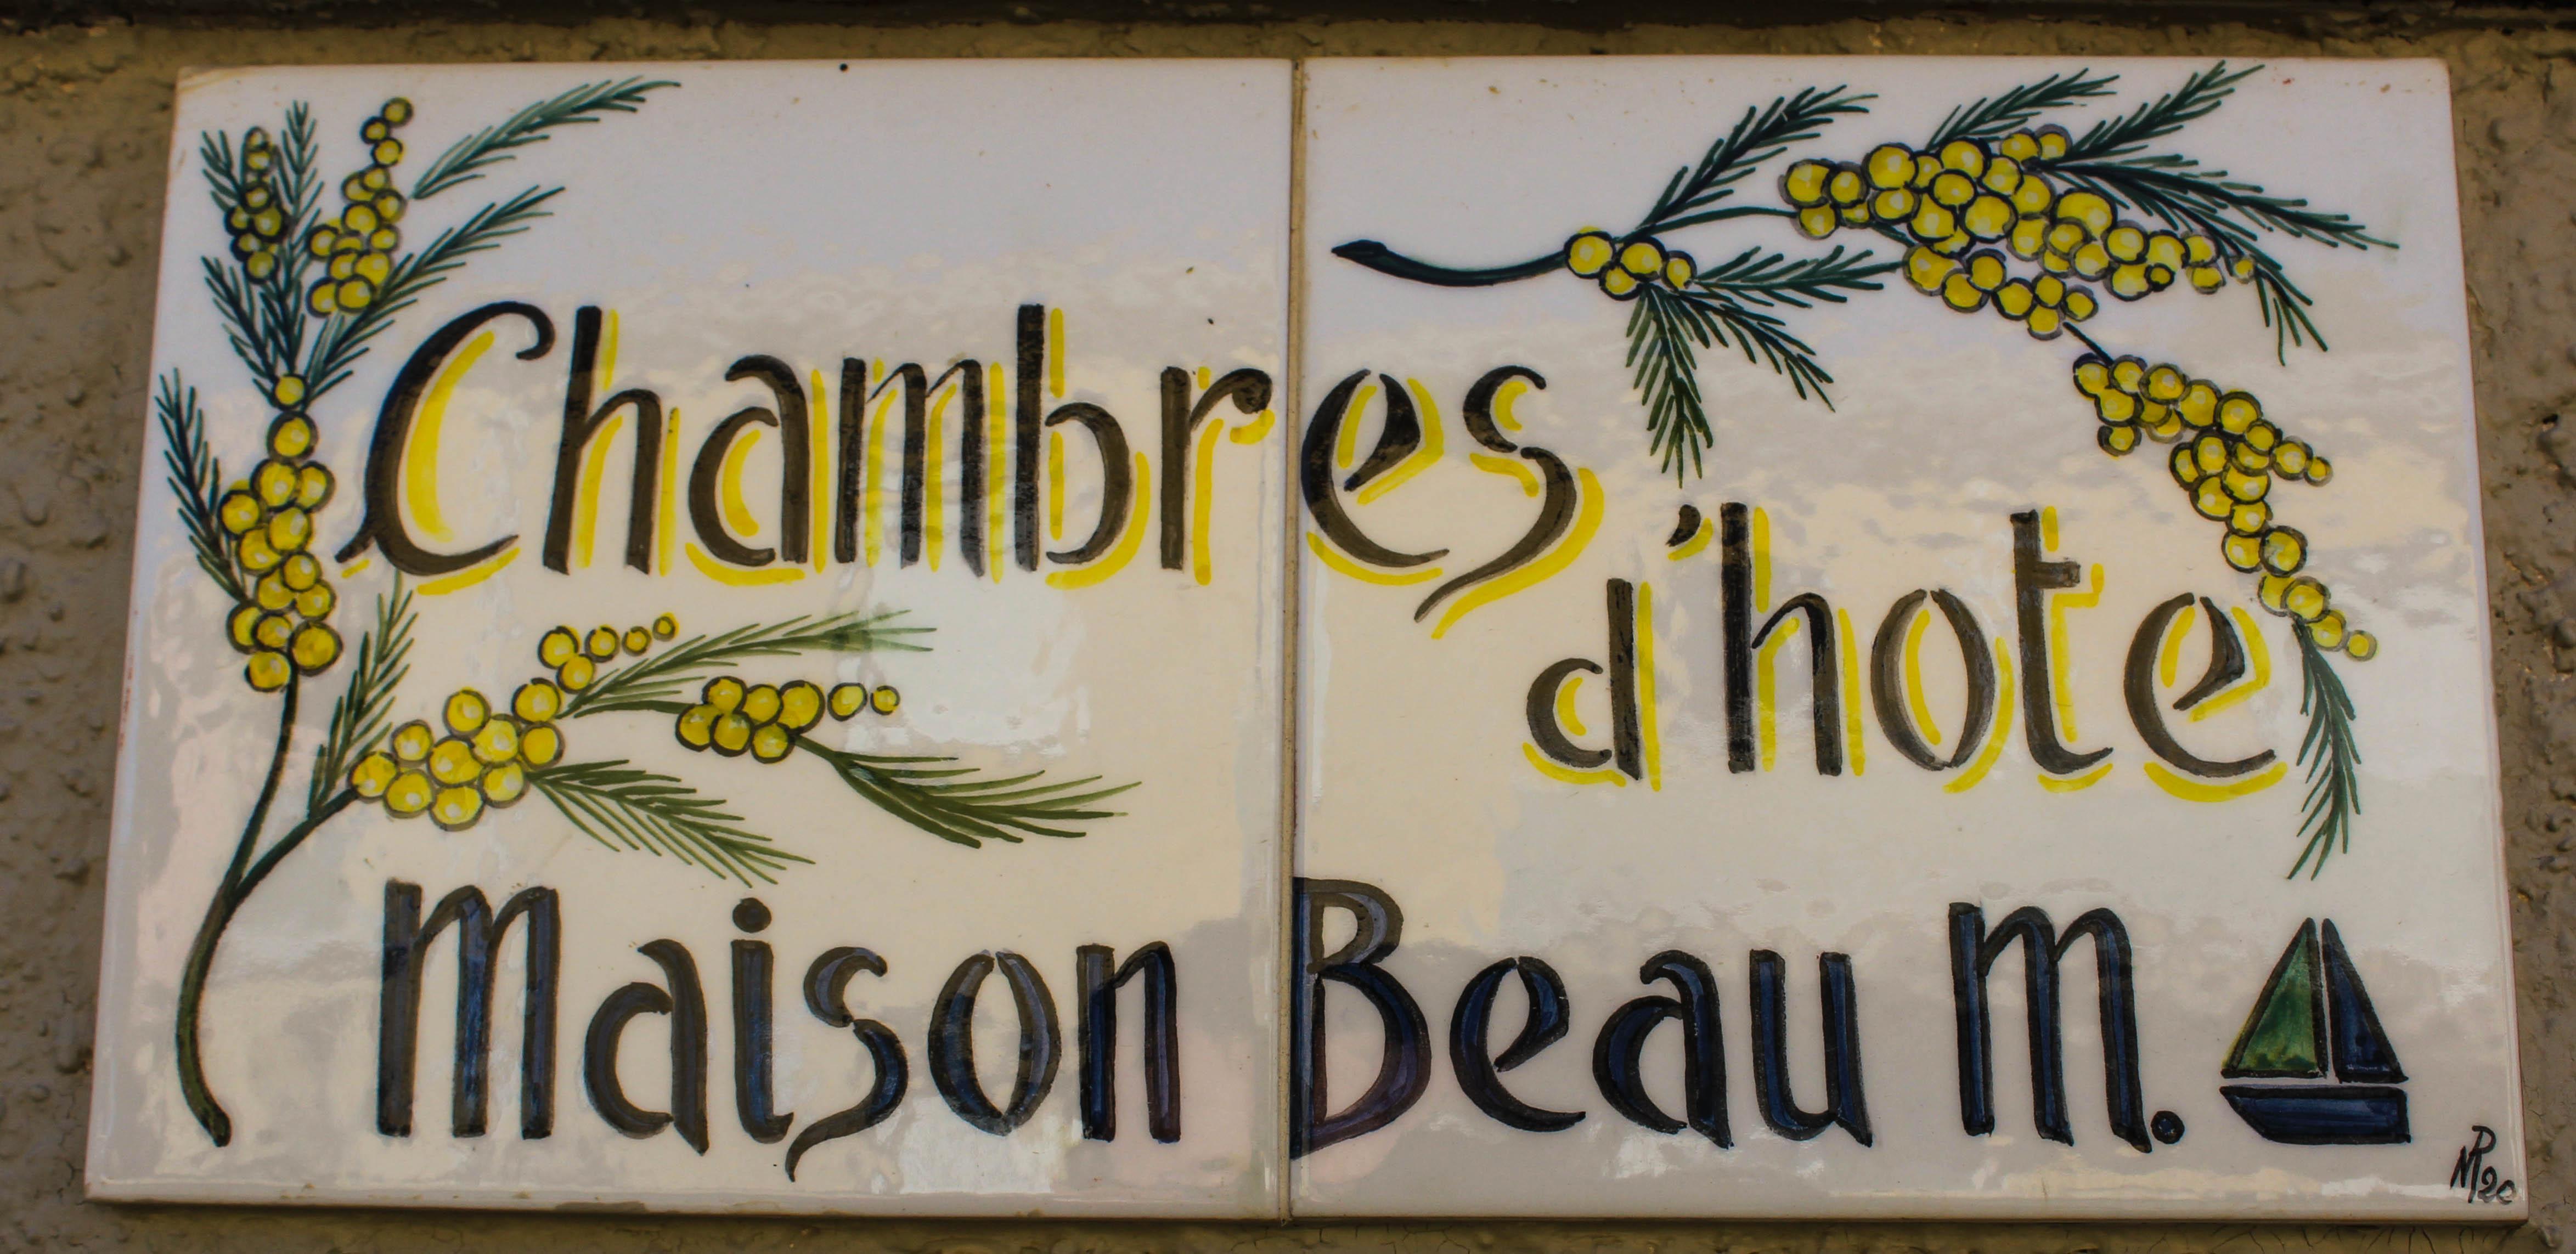 Chambres
d'hote
Maison Beau M.